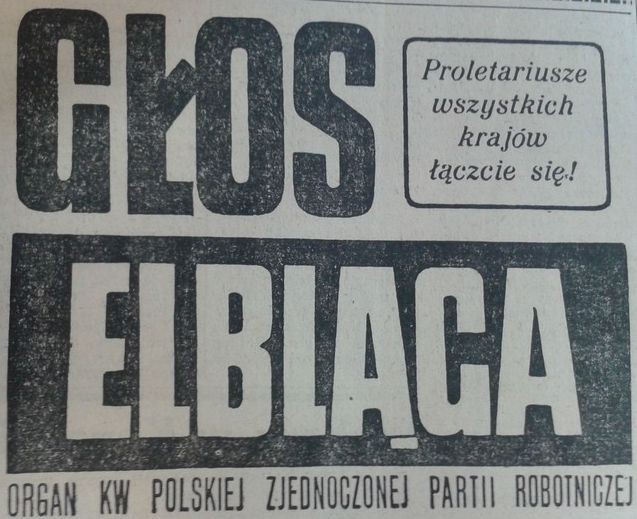 GŁOS
Proletariusze
wszystkich
krajów
łączcie się!
ELBLĄGA
ORGAN KW POLSKIEJ ZJEDNOCZONEJ PARTII ROBOTNICZEJ